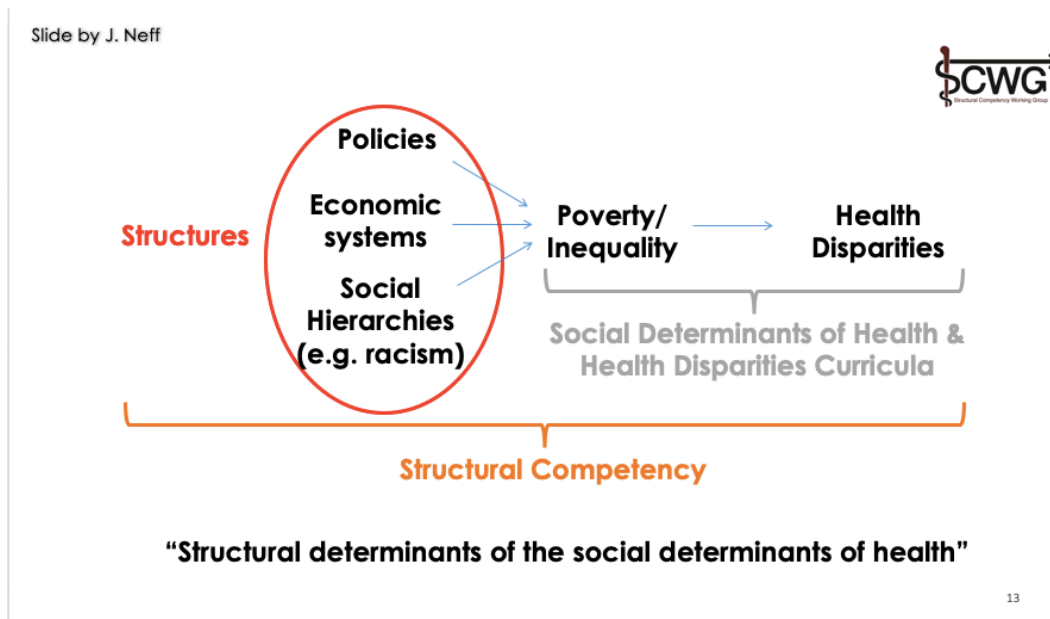 Slide by J. Neff
SCWG
Structural Competency Working Group
Policies
Economic
systems
Social
Hierarchies
(e.g. racism)
Structures
Poverty/
Inequality
Health
Disparities
Social Determinants of Health &
Health Disparities Curricula
Structural Competency
“Structural determinants of the social determinants of health”
13